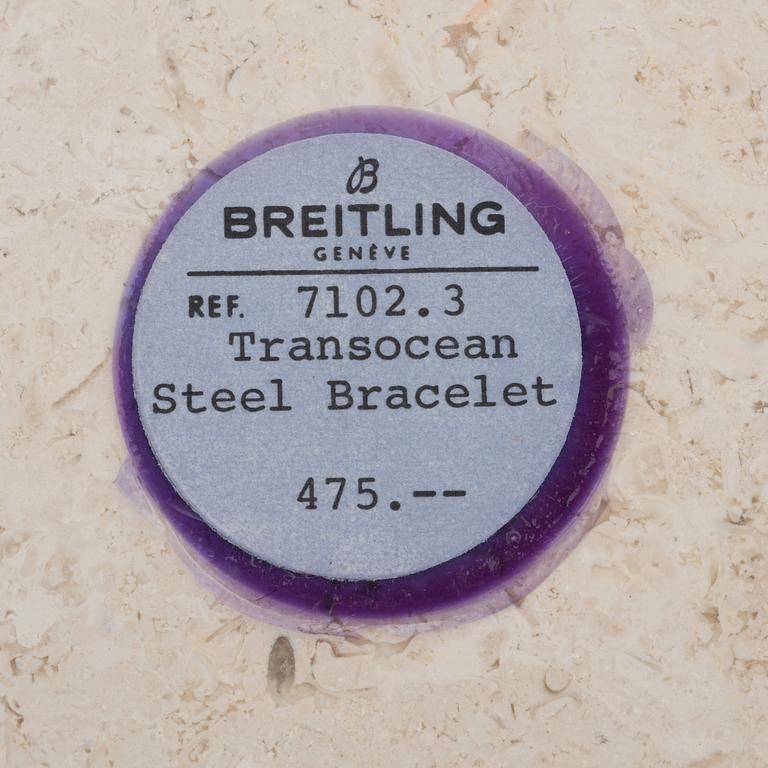 B
BREITLING
GENÈVE
REF. 7102.3
Transocean
Steel Bracelet
475.--